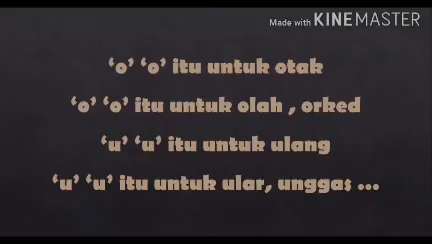 Made with KINEMASTER
‘o’ ‘o’ itu untuk otak
‘o’ ‘o’ itu untuk olah , orked
‘u’ ‘u’ itu untuk ulang
‘u’ ‘u’ itu untuk ular, unggas ...